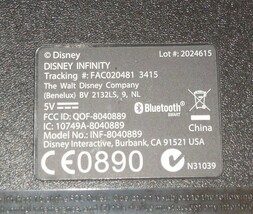 © Disney Lot #: 2024615
DISNEY INFINITY
Tracking #: FAC020481 3415
The Walt Disney Company
(Benelux) BV 2132LS, 9, NL
5V Bluetooth®
SMART
FCC ID: QOF-8040889
IC: 10749A-8040889 China
Model No.: INF-8040889
Disney Interactive, Burbank, CA 91521 USA
CE0890 N31039